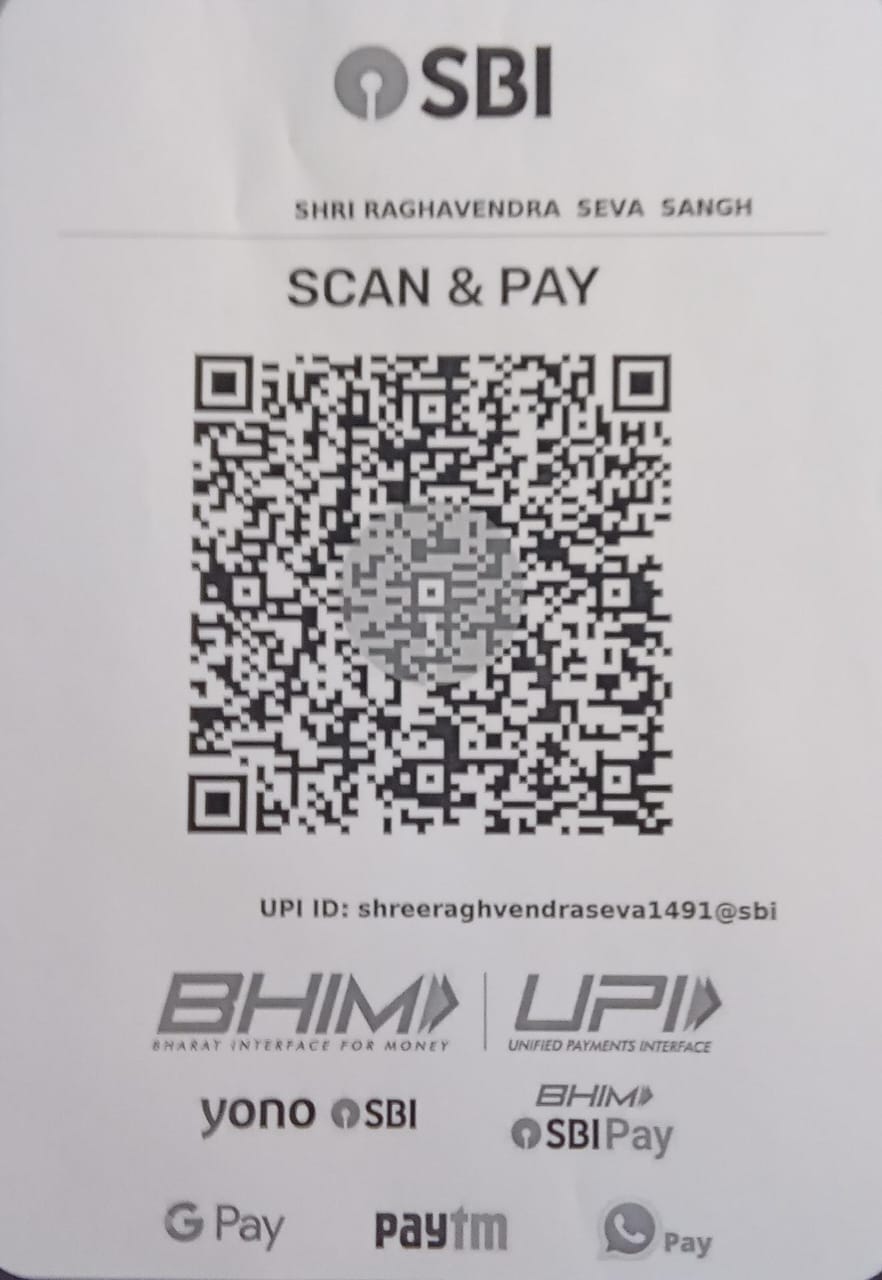 SBI
SHRI RAGHAVENDRA SEVA SANGH
SCAN & PAY
UPI ID: shreeraghvendraseva1491@sbi
BHIM UPI
BHARAT INTERFACE FOR MONEY UNIFIED PAYMENTS INTERFACE
BHIM
yono SBI SBI Pay
G Pay paytm Pay